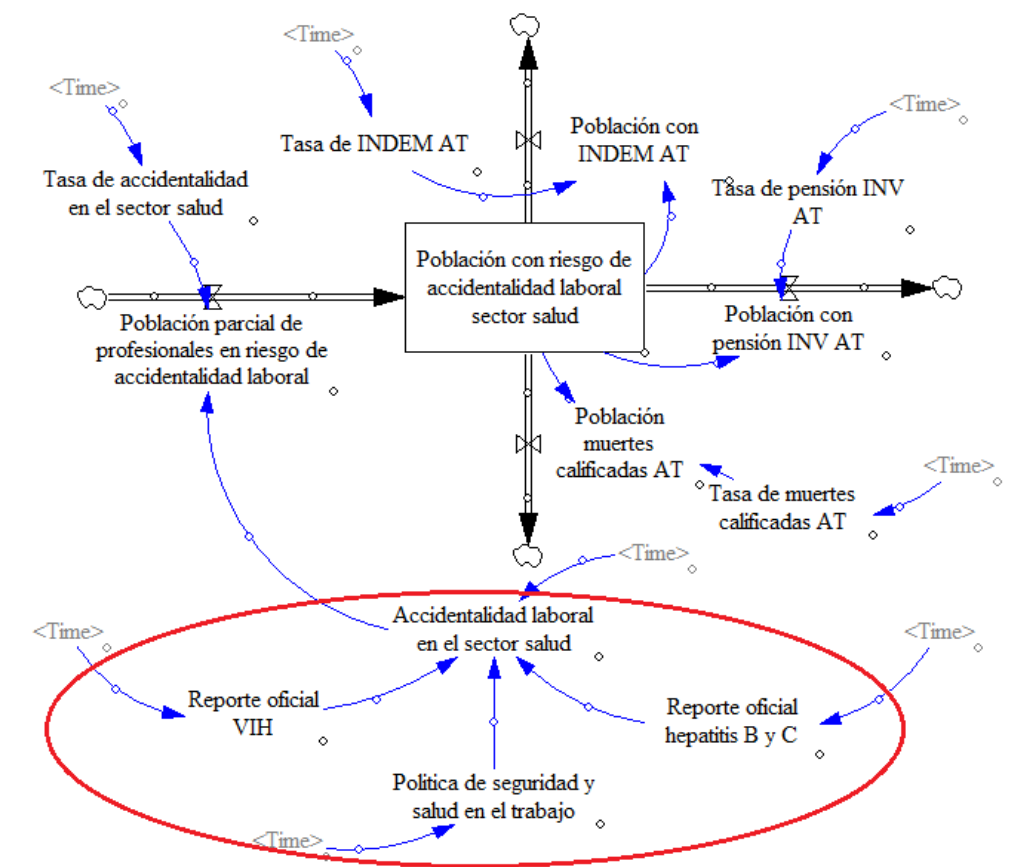 <Time>
<Time>
Tasa de INDEM AT
Población con
INDEM AT
<Time>
Tasa de accidentalidad
en el sector salud
Tasa de pensión INV
AT
Población con riesgo de
accidentalidad laboral
sector salud
Población parcial de
profesionales en riesgo de
accidentalidad laboral
Población con
pensión INV AT
Población
muertes
calificadas AT
<Time>
Tasa de muertes
calificadas AT
<Time>
Accidentalidad laboral
en el sector salud
<Time>
<Time>
Reporte oficial
VIH
Reporte oficial
hepatitis B y C
Política de seguridad y
salud en el trabajo
<Time>